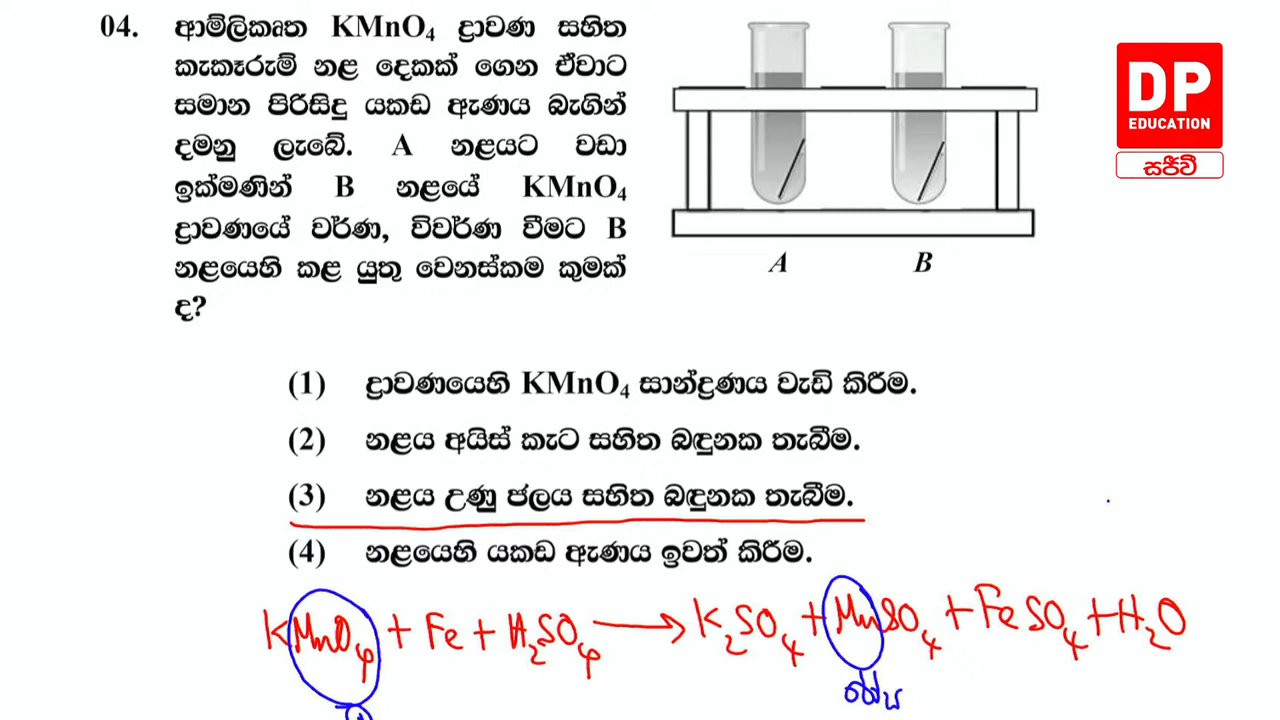 04. ආම්ලිකෘත KMnO₄ ද්‍රාවණ සහිත
කැකෑරුම් නළ දෙකක් ගෙන ඒවාට
සමාන පිරිසිදු යකඩ ඇණය බැගින්
දමනු ලැබේ. A නළයට වඩා
ඉක්මණින් B නළයේ KMnO₄
ද්‍රාවණයේ වර්ණ, විවර්ණ වීමට B
නළයෙහි කළ යුතු වෙනස්කම කුමක්
ද?
A B
DP
EDUCATION
සජීවී
(1) ද්‍රාවණයෙහි KMnO₄ සාන්ද්‍රණය වැඩි කිරීම.
(2) නළය අයිස් කැට සහිත බඳුනක තැබීම.
(3) නළය උණු ජලය සහිත බඳුනක තැබීම.
(4) නළයෙහි යකඩ ඇණය ඉවත් කිරීම.
KMnO₄ + Fe + H₂SO₄ ⟶ K₂SO₄ + MnSO₄ + FeSO₄ + H₂O